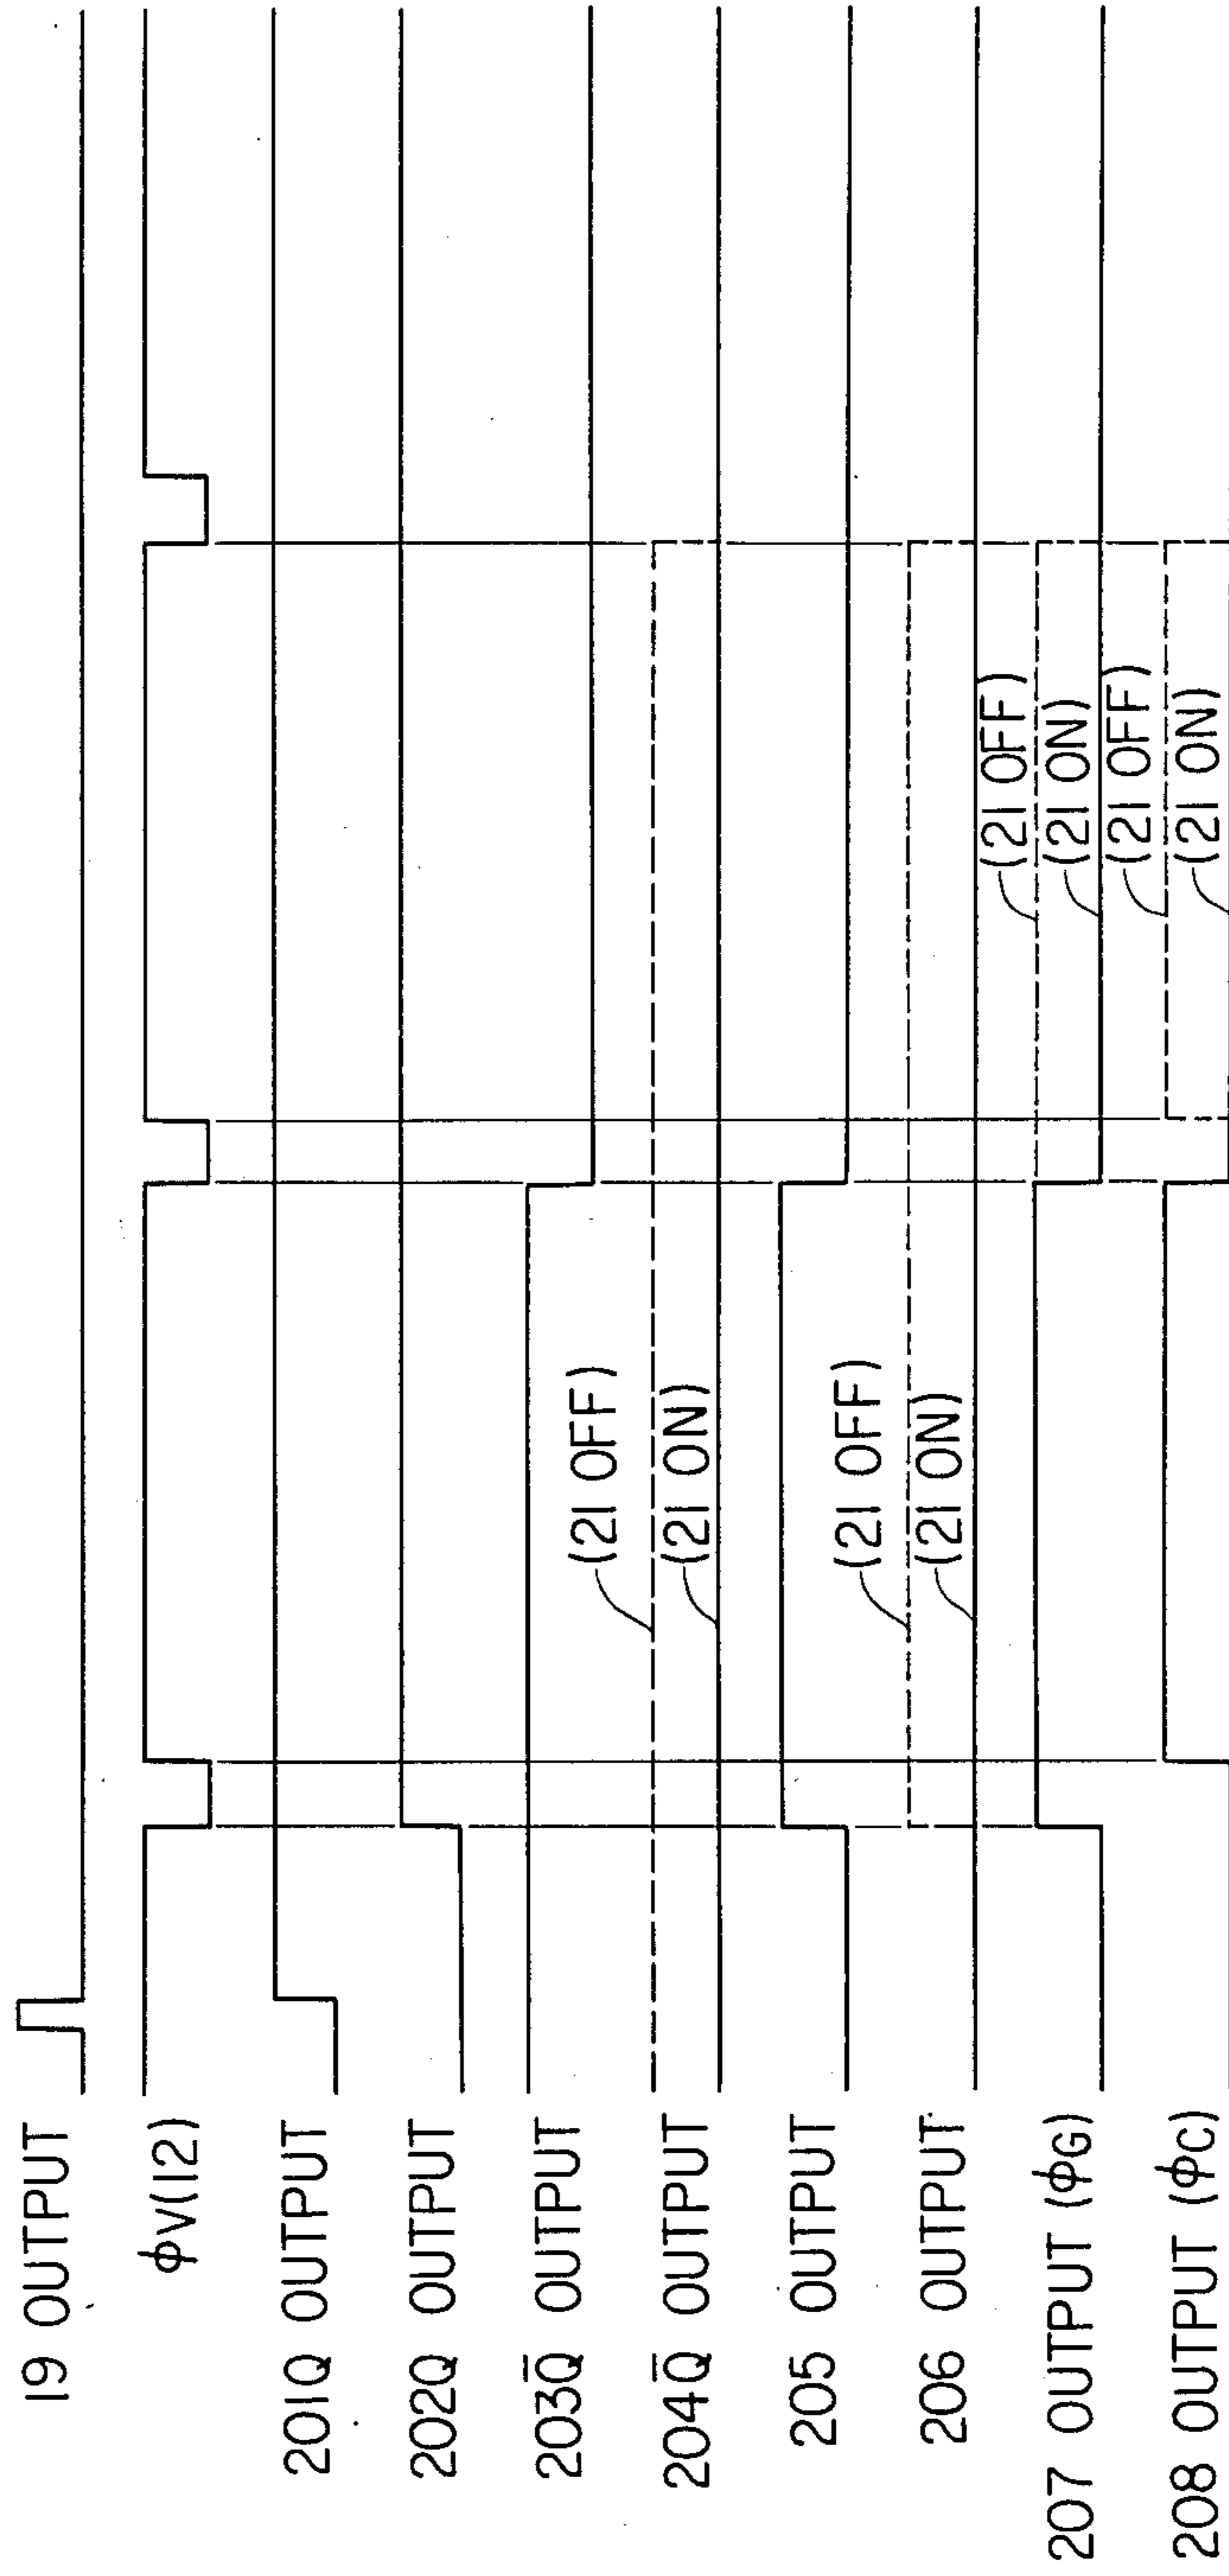 19 OUTPUT
φV(12)
201Q OUTPUT
202Q OUTPUT
203Q̅ OUTPUT
204Q̅ OUTPUT
(21 OFF)
(21 ON)
205 OUTPUT
206 OUTPUT
(21 OFF)
(21 ON)
207 OUTPUT (φG)
(21 OFF)
(21 ON)
208 OUTPUT (φC)
(21 OFF)
(21 ON)